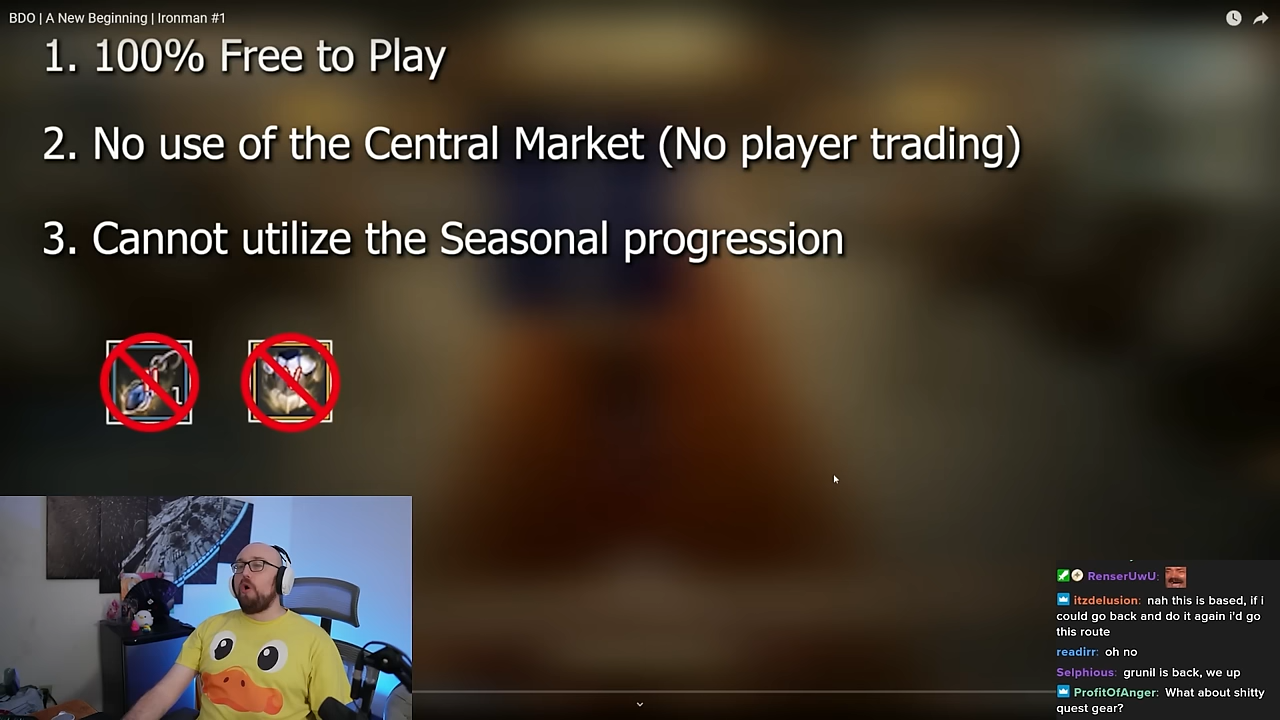 BDO | A New Beginning | Ironman #1
1. 100% Free to Play
2. No use of the Central Market (No player trading)
3. Cannot utilize the Seasonal progression
1
RenserUwU:
itzdelusion: nah this is based, if i
could go back and do it again i'd go
this route
readirr: oh no
Selphious: grunil is back, we up
ProfitOfAnger: What about shitty
quest gear?